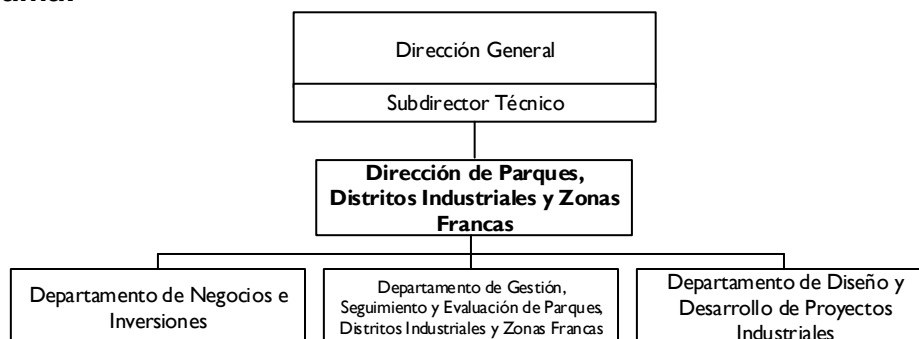 Dirección General
Subdirector Técnico
Dirección de Parques,
Distritos Industriales y Zonas
Francas
Departamento de Negocios e
Inversiones
Departamento de Gestión,
Seguimiento y Evaluación de Parques,
Distritos Industriales y Zonas Francas
Departamento de Diseño y
Desarrollo de Proyectos
Industriales